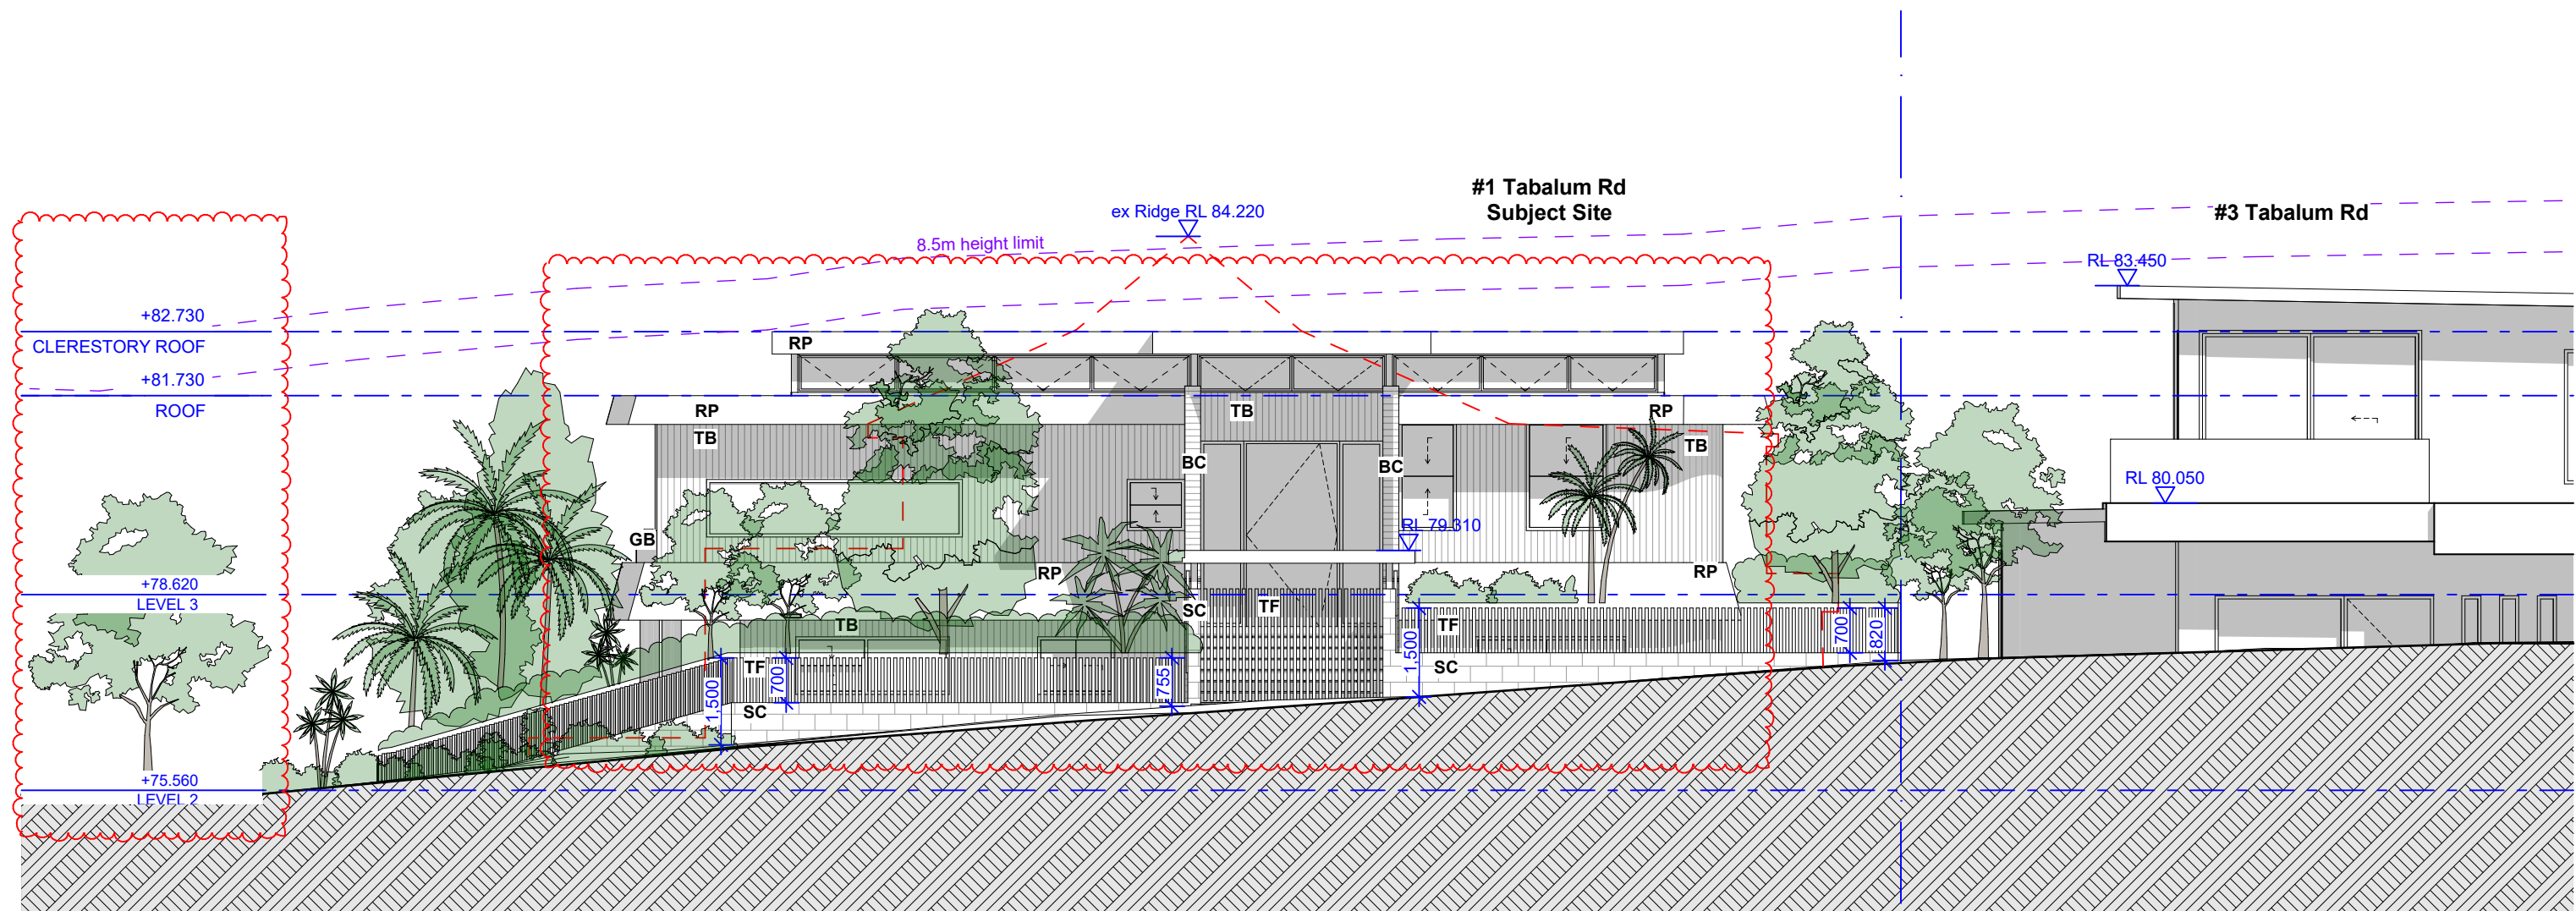 #1 Tabalum Rd
Subject Site
#3 Tabalum Rd
ex Ridge RL 84.220
8.5m height limit
RL 83.450
+82.730
CLERESTORY ROOF
RP
+81.730
ROOF
RP
TB
RP
TB
TB
BC
BC
RL 80.050
RL 79.310
GB
RP
RP
+78.620
LEVEL 3
SC
TF
TB
TF
1,500
700
820
TF
700
755
SC
1,500
SC
+75.560
LEVEL 2